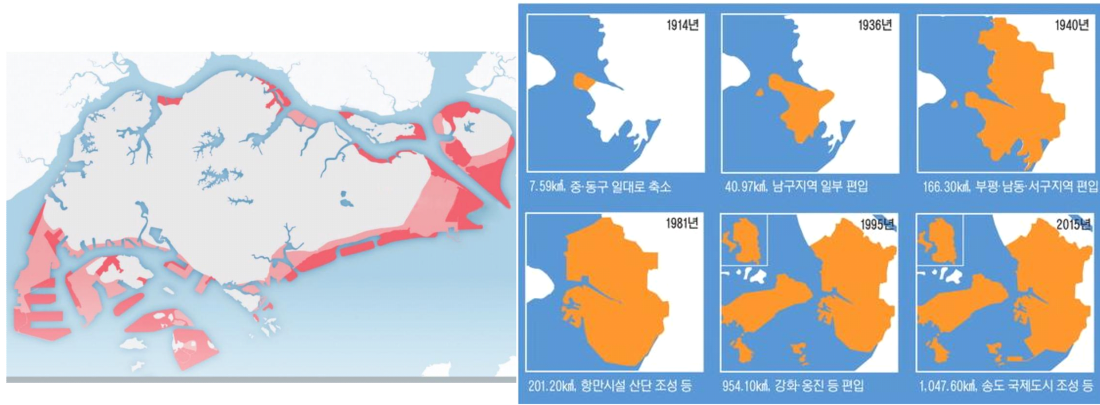 1914년
7.59㎢, 중·동구 일대로 축소
1936년
40.97㎢, 남구지역 일부 편입
1940년
166.30㎢, 부평·남동·서구지역 편입
1981년
201.20㎢, 항만시설 산단 조성 등
1995년
954.10㎢, 강화·옹진 등 편입
2015년
1,047.60㎢, 송도 국제도시 조성 등